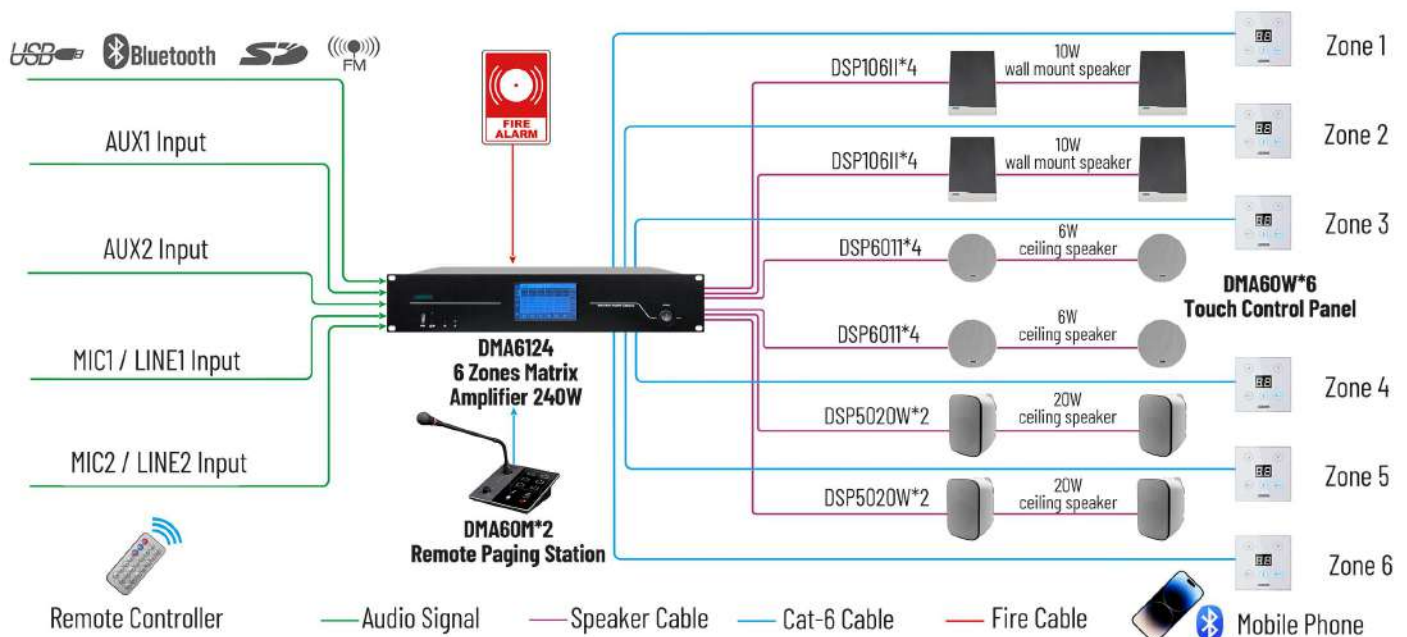 USB
Bluetooth
FM
AUX1 Input
AUX2 Input
MIC1 / LINE1 Input
MIC2 / LINE2 Input
Remote Controller
FIRE
ALARM
DMA6124
6 Zones Matrix
Amplifier 240W
DMA60M*2
Remote Paging Station
DSP106II*4
10W
wall mount speaker
DSP106II*4
10W
wall mount speaker
DSP6011*4
6W
ceiling speaker
DSP6011*4
6W
ceiling speaker
DSP5020W*2
20W
ceiling speaker
DSP5020W*2
20W
ceiling speaker
Zone 1
Zone 2
Zone 3
DMA60W*6
Touch Control Panel
Zone 4
Zone 5
Zone 6
Audio Signal
Speaker Cable
Cat-6 Cable
Fire Cable
Mobile Phone